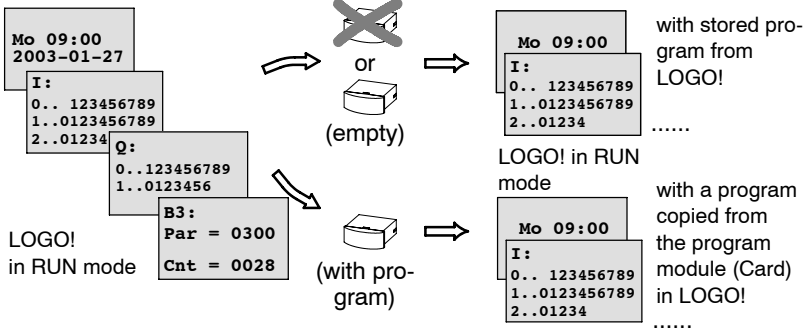 Mo 09:00
2003-01-27
I:
0.. 123456789
1..0123456789
2..01234
Q:
0..123456789
1..0123456
B3:
Par = 0300
Cnt = 0028
LOGO!
in RUN mode
or
(empty)
(with pro-
gram)
Mo 09:00
I:
0.. 123456789
1..0123456789
2..01234
with stored pro-
gram from
LOGO!
......
LOGO! in RUN
mode
Mo 09:00
I:
0.. 123456789
1..0123456789
2..01234
with a program
copied from
the program
module (Card)
in LOGO!
......